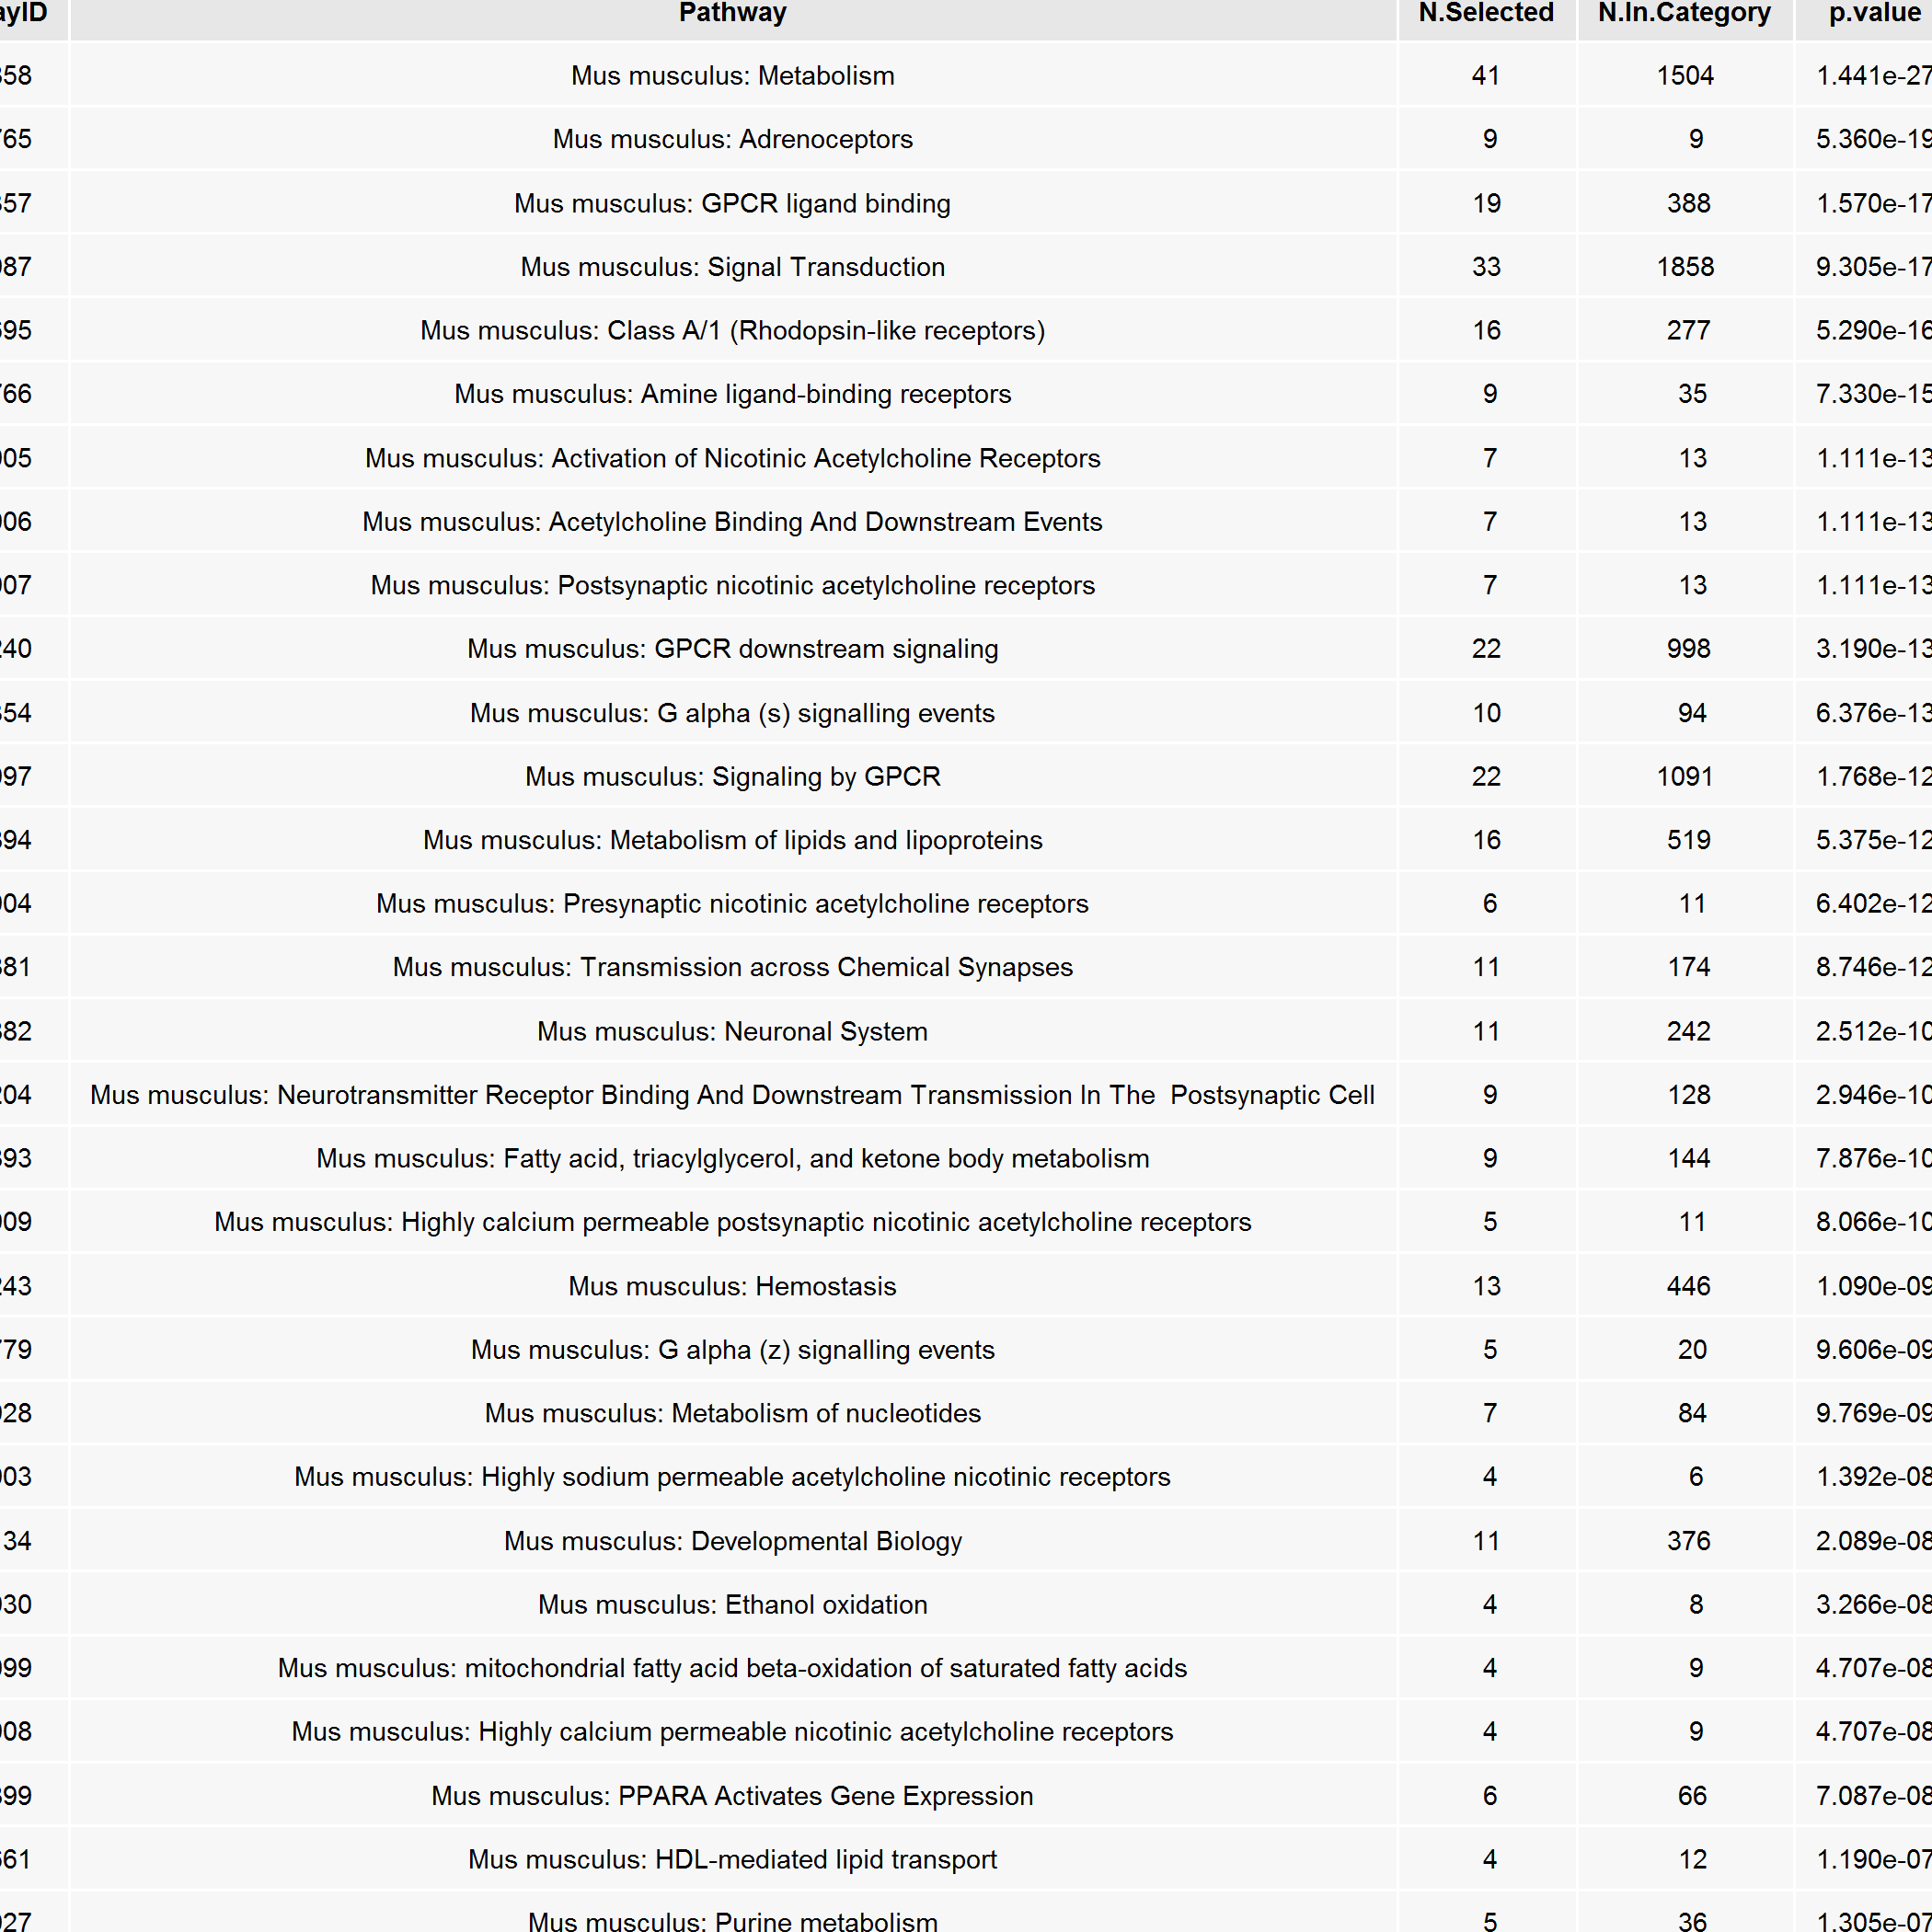 ayID Pathway N.Selected N.In.Category p.value
58 Mus musculus: Metabolism 41 1504 1.441e-27
65 Mus musculus: Adrenoceptors 9 9 5.360e-19
57 Mus musculus: GPCR ligand binding 19 388 1.570e-17
87 Mus musculus: Signal Transduction 33 1858 9.305e-17
95 Mus musculus: Class A/1 (Rhodopsin-like receptors) 16 277 5.290e-16
66 Mus musculus: Amine ligand-binding receptors 9 35 7.330e-15
05 Mus musculus: Activation of Nicotinic Acetylcholine Receptors 7 13 1.111e-13
06 Mus musculus: Acetylcholine Binding And Downstream Events 7 13 1.111e-13
07 Mus musculus: Postsynaptic nicotinic acetylcholine receptors 7 13 1.111e-13
240 Mus musculus: GPCR downstream signaling 22 998 3.190e-13
54 Mus musculus: G alpha (s) signalling events 10 94 6.376e-13
97 Mus musculus: Signaling by GPCR 22 1091 1.768e-12
94 Mus musculus: Metabolism of lipids and lipoproteins 16 519 5.375e-12
04 Mus musculus: Presynaptic nicotinic acetylcholine receptors 6 11 6.402e-12
81 Mus musculus: Transmission across Chemical Synapses 11 174 8.746e-12
82 Mus musculus: Neuronal System 11 242 2.512e-10
204 Mus musculus: Neurotransmitter Receptor Binding And Downstream Transmission In The  Postsynaptic Cell 9 128 2.946e-10
93 Mus musculus: Fatty acid, triacylglycerol, and ketone body metabolism 9 144 7.876e-10
09 Mus musculus: Highly calcium permeable postsynaptic nicotinic acetylcholine receptors 5 11 8.066e-10
243 Mus musculus: Hemostasis 13 446 1.090e-09
79 Mus musculus: G alpha (z) signalling events 5 20 9.606e-09
28 Mus musculus: Metabolism of nucleotides 7 84 9.769e-09
03 Mus musculus: Highly sodium permeable acetylcholine nicotinic receptors 4 6 1.392e-08
34 Mus musculus: Developmental Biology 11 376 2.089e-08
30 Mus musculus: Ethanol oxidation 4 8 3.266e-08
99 Mus musculus: mitochondrial fatty acid beta-oxidation of saturated fatty acids 4 9 4.707e-08
08 Mus musculus: Highly calcium permeable nicotinic acetylcholine receptors 4 9 4.707e-08
99 Mus musculus: PPARA Activates Gene Expression 6 66 7.087e-08
61 Mus musculus: HDL-mediated lipid transport 4 12 1.190e-07
27 Mus musculus: Purine metabolism 5 36 1.305e-07